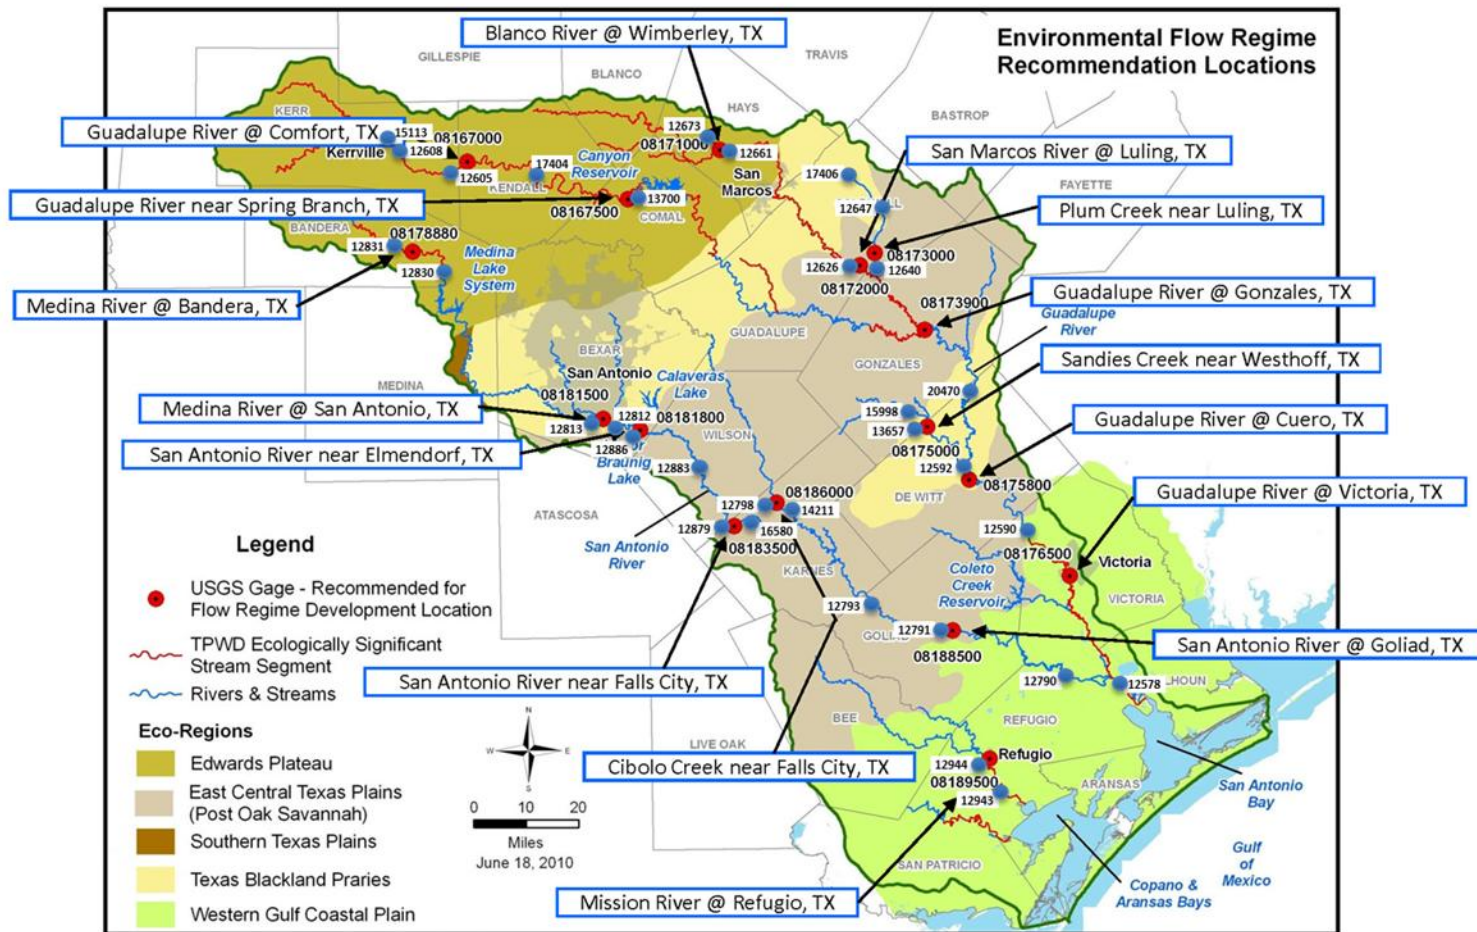 Environmental Flow Regime
Recommendation Locations
Blanco River @ Wimberley, TX
GILLESPIE
BLANCO
TRAVIS
HAYS
BASTROP
KERR
Guadalupe River @ Comfort, TX
15113
08167000
Kerrville
12608
12605
17404
KENDALL
Canyon
Reservoir
12673
08171000
12661
San
Marcos
San Marcos River @ Luling, TX
17406
FAYETTE
Guadalupe River near Spring Branch, TX
08167500
13700
COMAL
12647
Plum Creek near Luling, TX
BANDERA
12831
08178880
12830
Medina
Lake
System
12626
08173000
12640
08172000
Medina River @ Bandera, TX
08173900
Guadalupe River @ Gonzales, TX
Guadalupe
River
GUADALUPE
BEXAR
San Antonio
GONZALES
Sandies Creek near Westhoff, TX
MEDINA
Calaveras
Lake
08181500
20470
Medina River @ San Antonio, TX
12813
12812
08181800
15998
13657
Guadalupe River @ Cuero, TX
WILSON
San Antonio River near Elmendorf, TX
12886
Braunig
Lake
12883
08175000
12592
08175800
DE WITT
Guadalupe River @ Victoria, TX
ATASCOSA
12798
08186000
14211
12879
16580
08183500
San Antonio
River
12590
08176500
Victoria
KARNES
Coleto
Creek
Reservoir
VICTORIA
12793
12791
GOLIAD
08188500
San Antonio River @ Goliad, TX
San Antonio River near Falls City, TX
12790
12578
BEE
REFUGIO
LIVE OAK
Cibolo Creek near Falls City, TX
Refugio
12944
08189500
12943
ARANSAS
San Antonio
Bay
Gulf
of
Mexico
SAN PATRICIO
Copano &
Aransas Bays
Mission River @ Refugio, TX
Legend
USGS Gage - Recommended for
Flow Regime Development Location
TPWD Ecologically Significant
Stream Segment
Rivers & Streams
Eco-Regions
Edwards Plateau
East Central Texas Plains
(Post Oak Savannah)
Southern Texas Plains
Texas Blackland Praries
Western Gulf Coastal Plain
N
W
E
S
0 10 20
Miles
June 18, 2010